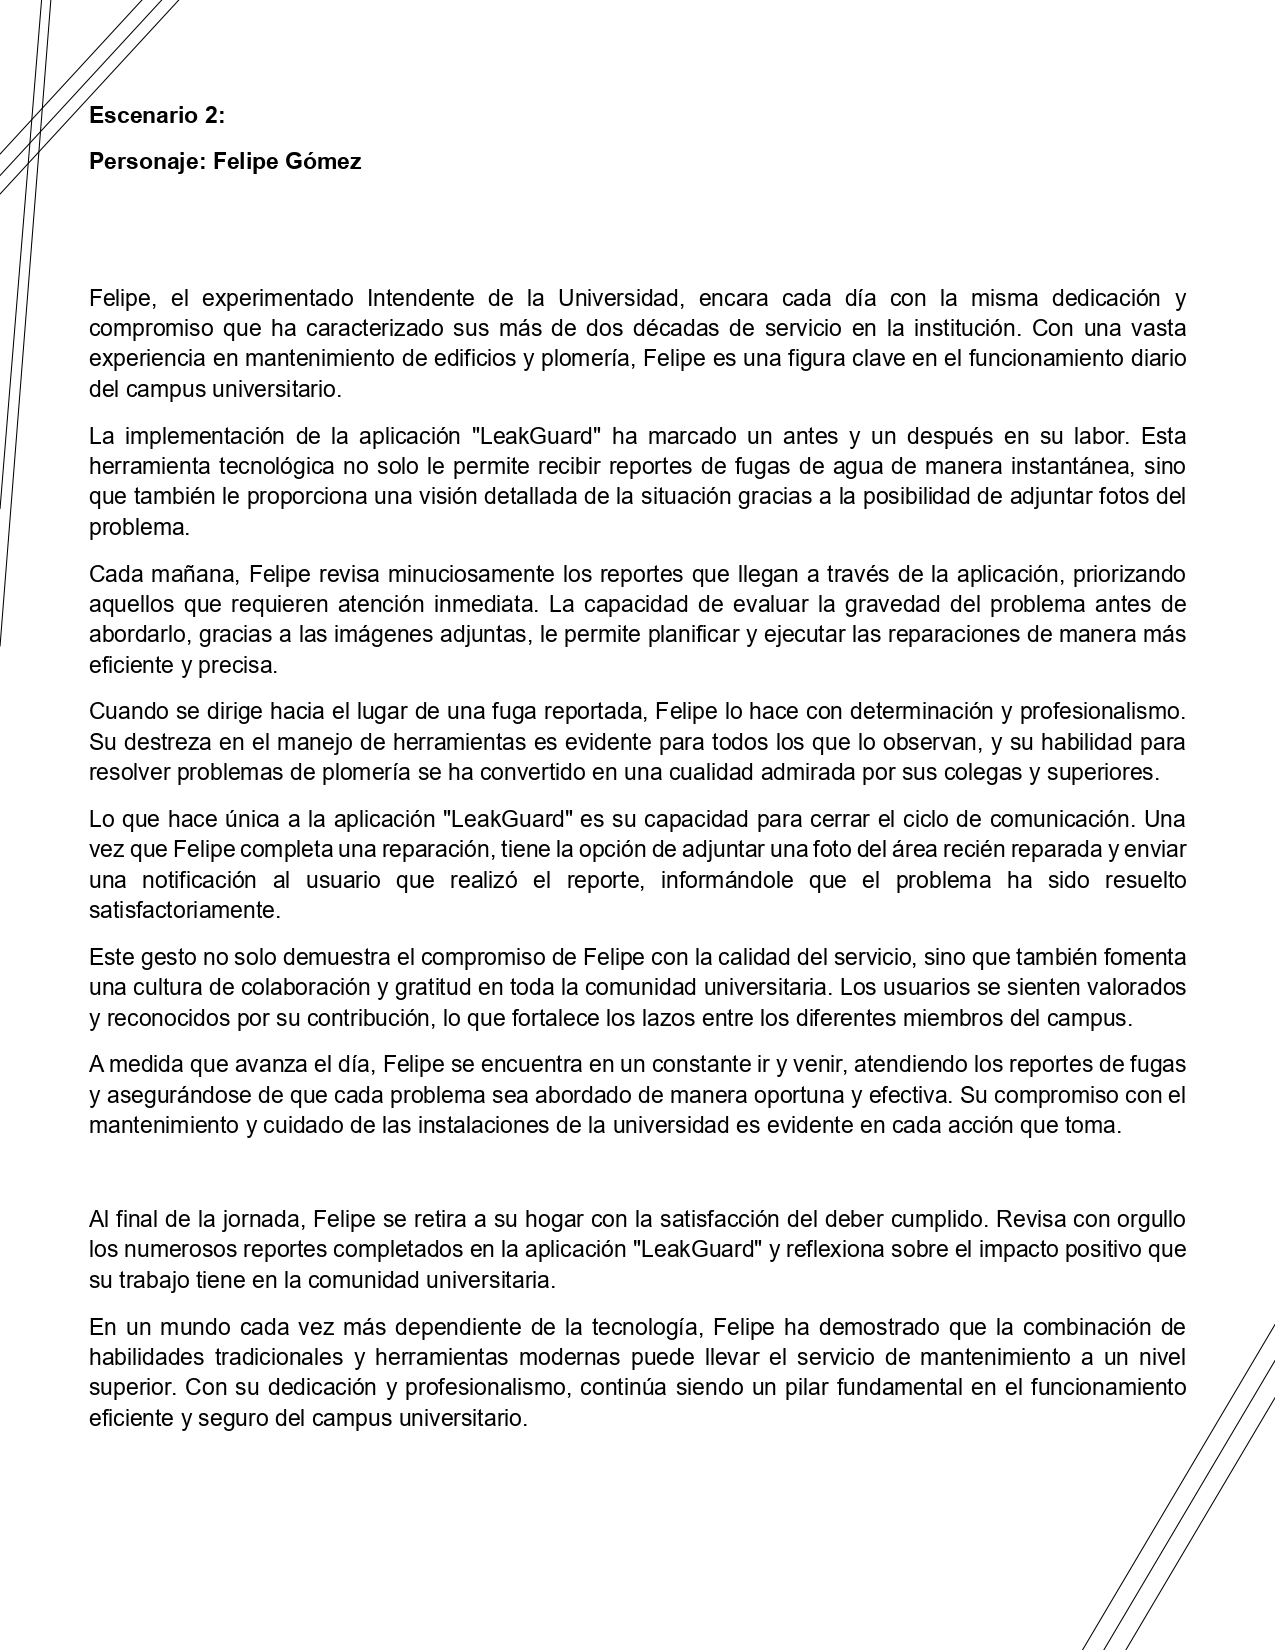 Escenario 2:
Personaje: Felipe Gómez
Felipe, el experimentado Intendente de la Universidad, encara cada día con la misma dedicación y
compromiso que ha caracterizado sus más de dos décadas de servicio en la institución. Con una vasta
experiencia en mantenimiento de edificios y plomería, Felipe es una figura clave en el funcionamiento diario
del campus universitario.
La implementación de la aplicación "LeakGuard" ha marcado un antes y un después en su labor. Esta
herramienta tecnológica no solo le permite recibir reportes de fugas de agua de manera instantánea, sino
que también le proporciona una visión detallada de la situación gracias a la posibilidad de adjuntar fotos del
problema.
Cada mañana, Felipe revisa minuciosamente los reportes que llegan a través de la aplicación, priorizando
aquellos que requieren atención inmediata. La capacidad de evaluar la gravedad del problema antes de
abordarlo, gracias a las imágenes adjuntas, le permite planificar y ejecutar las reparaciones de manera más
eficiente y precisa.
Cuando se dirige hacia el lugar de una fuga reportada, Felipe lo hace con determinación y profesionalismo.
Su destreza en el manejo de herramientas es evidente para todos los que lo observan, y su habilidad para
resolver problemas de plomería se ha convertido en una cualidad admirada por sus colegas y superiores.
Lo que hace única a la aplicación "LeakGuard" es su capacidad para cerrar el ciclo de comunicación. Una
vez que Felipe completa una reparación, tiene la opción de adjuntar una foto del área recién reparada y enviar
una notificación al usuario que realizó el reporte, informándole que el problema ha sido resuelto
satisfactoriamente.
Este gesto no solo demuestra el compromiso de Felipe con la calidad del servicio, sino que también fomenta
una cultura de colaboración y gratitud en toda la comunidad universitaria. Los usuarios se sienten valorados
y reconocidos por su contribución, lo que fortalece los lazos entre los diferentes miembros del campus.
A medida que avanza el día, Felipe se encuentra en un constante ir y venir, atendiendo los reportes de fugas
y asegurándose de que cada problema sea abordado de manera oportuna y efectiva. Su compromiso con el
mantenimiento y cuidado de las instalaciones de la universidad es evidente en cada acción que toma.
Al final de la jornada, Felipe se retira a su hogar con la satisfacción del deber cumplido. Revisa con orgullo
los numerosos reportes completados en la aplicación "LeakGuard" y reflexiona sobre el impacto positivo que
su trabajo tiene en la comunidad universitaria.
En un mundo cada vez más dependiente de la tecnología, Felipe ha demostrado que la combinación de
habilidades tradicionales y herramientas modernas puede llevar el servicio de mantenimiento a un nivel
superior. Con su dedicación y profesionalismo, continúa siendo un pilar fundamental en el funcionamiento
eficiente y seguro del campus universitario.